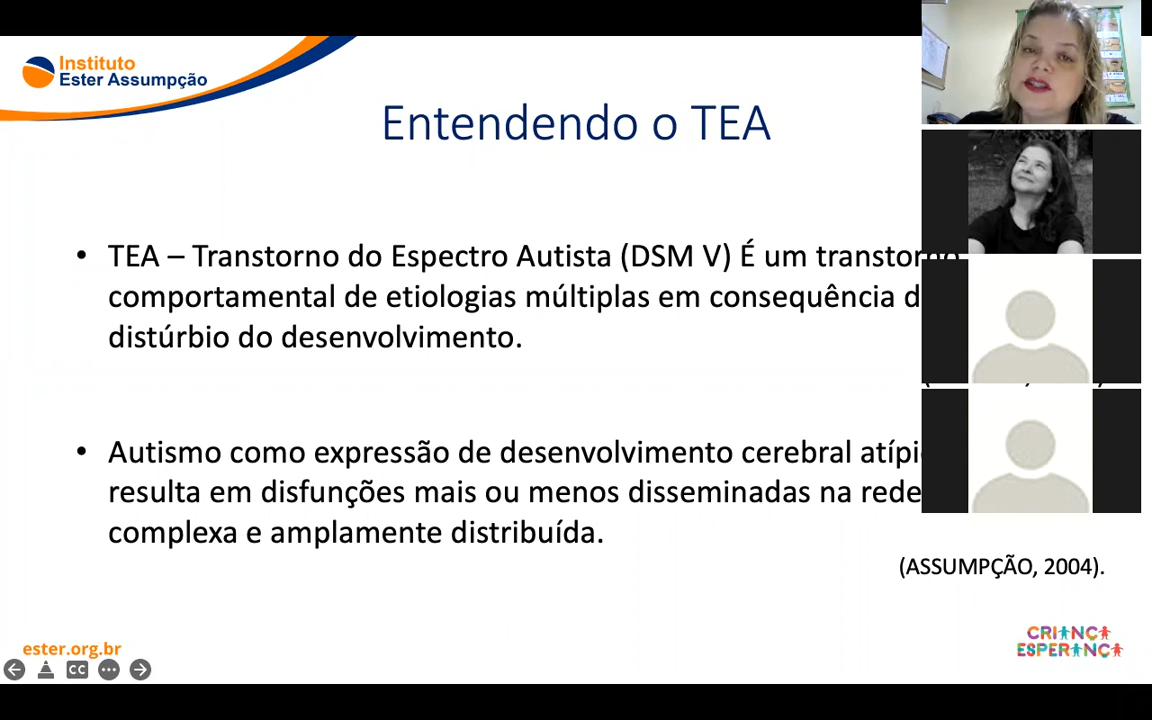 Instituto
Ester Assumpção
Entendendo o TEA
• TEA – Transtorno do Espectro Autista (DSM V) É um transtorno
comportamental de etiologias múltiplas em consequência d
distúrbio do desenvolvimento.
• Autismo como expressão de desenvolvimento cerebral atípi
resulta em disfunções mais ou menos disseminadas na rede
complexa e amplamente distribuída.
(ASSUMPÇÃO, 2004).
ester.org.br
CRIANÇA
ESPERANÇA
CC